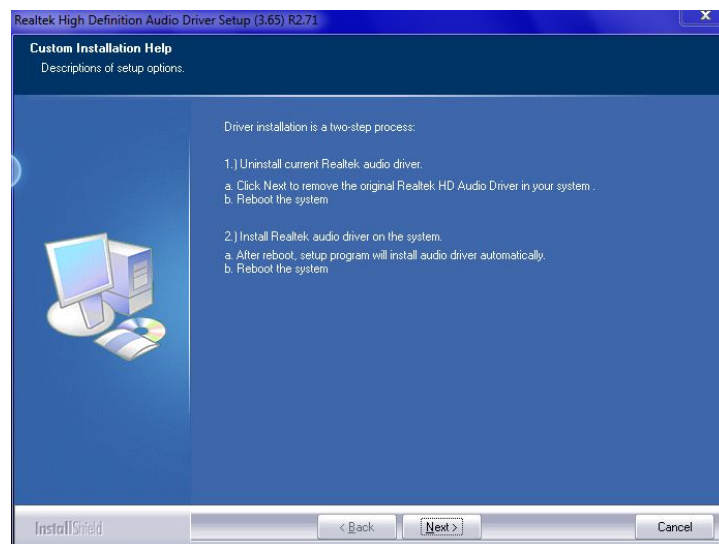 Realtek High Definition Audio Driver Setup (3.65) R2.71
X
Custom Installation Help
Descriptions of setup options.
Driver installation is a two-step process:
1.) Uninstall current Realtek audio driver.
a. Click Next to remove the original Realtek HD Audio Driver in your system .
b. Reboot the system
2.) Install Realtek audio driver on the system.
a. After reboot, setup program will install audio driver automatically.
b. Reboot the system
InstallShield
< Back
Next >
Cancel